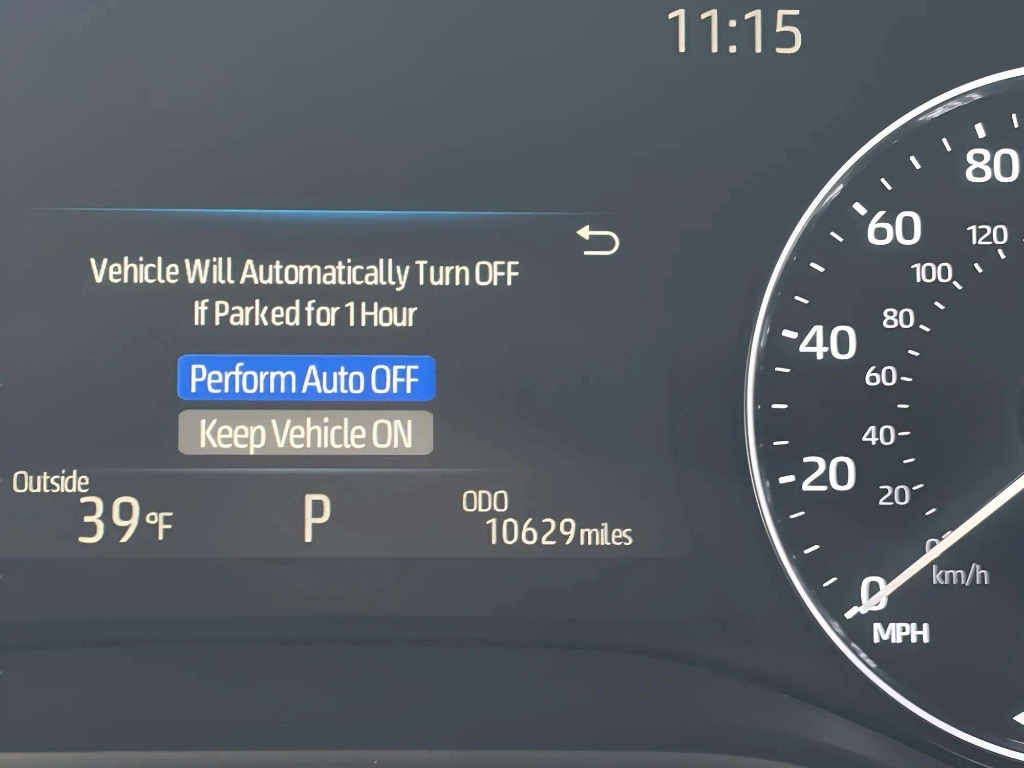 11:15
Vehicle Will Automatically Turn OFF
If Parked for 1 Hour
Perform Auto OFF
Keep Vehicle ON
Outside
39°F
P
ODO
10629 miles
80
60
120
100
80
40
60
40
20
20
0
km/h
0
MPH